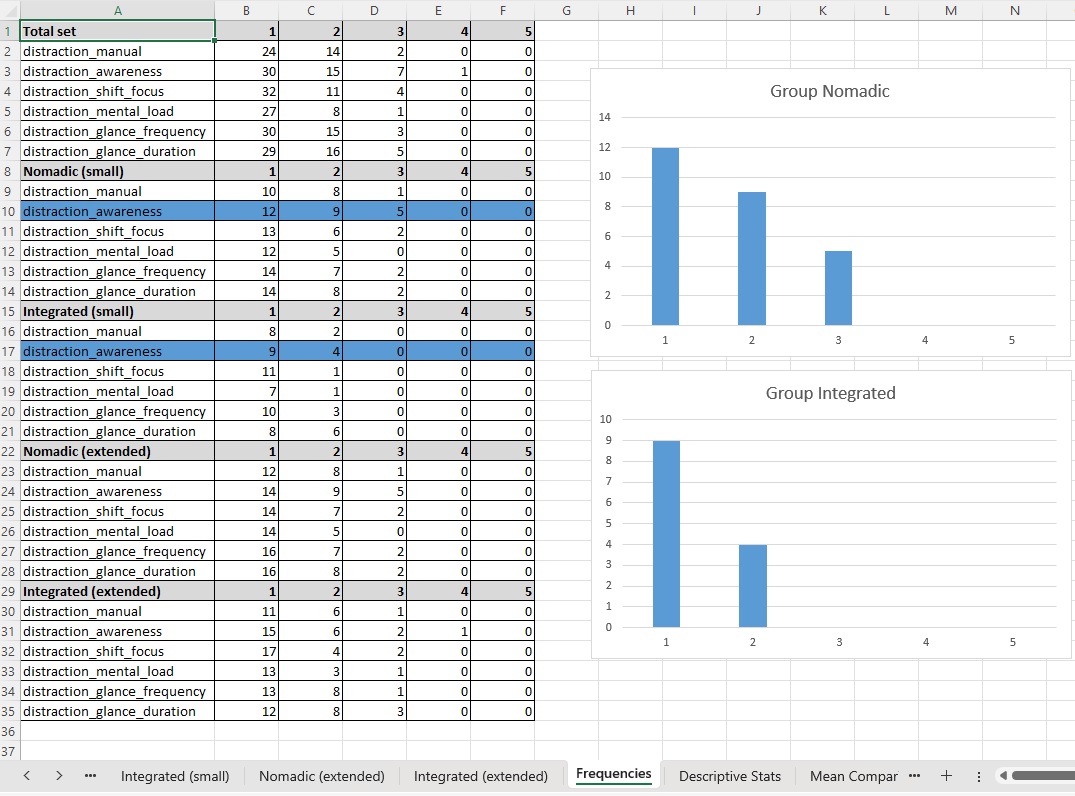 A B C D E F G H I J K L M N
1 Total set 1 2 3 4 5
2 distraction_manual 24 14 2 0 0
3 distraction_awareness 30 15 7 1 0
4 distraction_shift_focus 32 11 4 0 0
5 distraction_mental_load 27 8 1 0 0
6 distraction_glance_frequency 30 15 3 0 0
7 distraction_glance_duration 29 16 5 0 0
8 Nomadic (small) 1 2 3 4 5
9 distraction_manual 10 8 1 0 0
10 distraction_awareness 12 9 5 0 0
11 distraction_shift_focus 13 6 2 0 0
12 distraction_mental_load 12 5 0 0 0
13 distraction_glance_frequency 14 7 2 0 0
14 distraction_glance_duration 14 8 2 0 0
15 Integrated (small) 1 2 3 4 5
16 distraction_manual 8 2 0 0 0
17 distraction_awareness 9 4 0 0 0
18 distraction_shift_focus 11 1 0 0 0
19 distraction_mental_load 7 1 0 0 0
20 distraction_glance_frequency 10 3 0 0 0
21 distraction_glance_duration 8 6 0 0 0
22 Nomadic (extended) 1 2 3 4 5
23 distraction_manual 12 8 1 0 0
24 distraction_awareness 14 9 5 0 0
25 distraction_shift_focus 14 7 2 0 0
26 distraction_mental_load 14 5 0 0 0
27 distraction_glance_frequency 16 7 2 0 0
28 distraction_glance_duration 16 8 2 0 0
29 Integrated (extended) 1 2 3 4 5
30 distraction_manual 11 6 1 0 0
31 distraction_awareness 15 6 2 1 0
32 distraction_shift_focus 17 4 2 0 0
33 distraction_mental_load 13 3 1 0 0
34 distraction_glance_frequency 13 8 1 0 0
35 distraction_glance_duration 12 8 3 0 0
36
37
Group Nomadic
14
12
10
8
6
4
2
0
1 2 3 4 5
Group Integrated
10
9
8
7
6
5
4
3
2
1
0
1 2 3 4 5
Integrated (small) Nomadic (extended) Integrated (extended) Frequencies Descriptive Stats Mean Compar